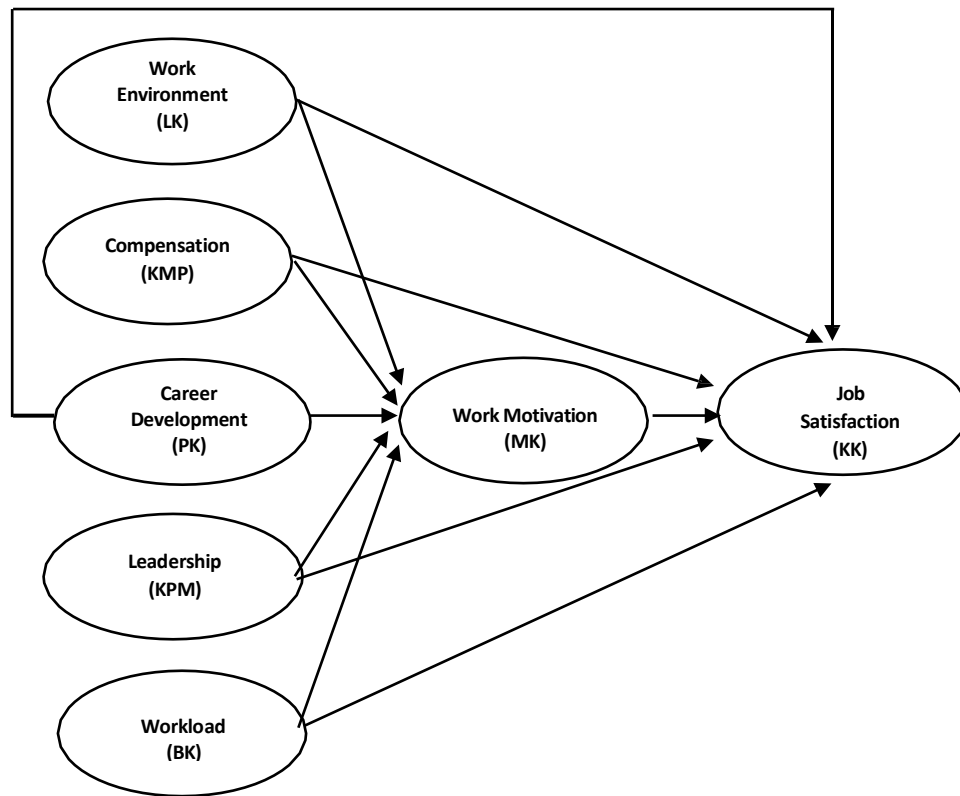 Work
Environment
(LK)
Compensation
(KMP)
Career
Development
(PK)
Work Motivation
(MK)
Job
Satisfaction
(KK)
Leadership
(KPM)
Workload
(BK)